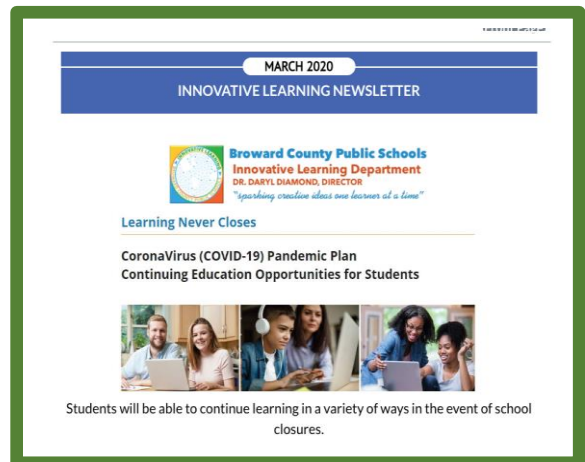 MARCH 2020
INNOVATIVE LEARNING NEWSLETTER
Broward County Public Schools
Innovative Learning Department
DR. DARYL DIAMOND, DIRECTOR
"sparking creative ideas one learner at a time"
Learning Never Closes
CoronaVirus (COVID-19) Pandemic Plan
Continuing Education Opportunities for Students
Students will be able to continue learning in a variety of ways in the event of school
closures.